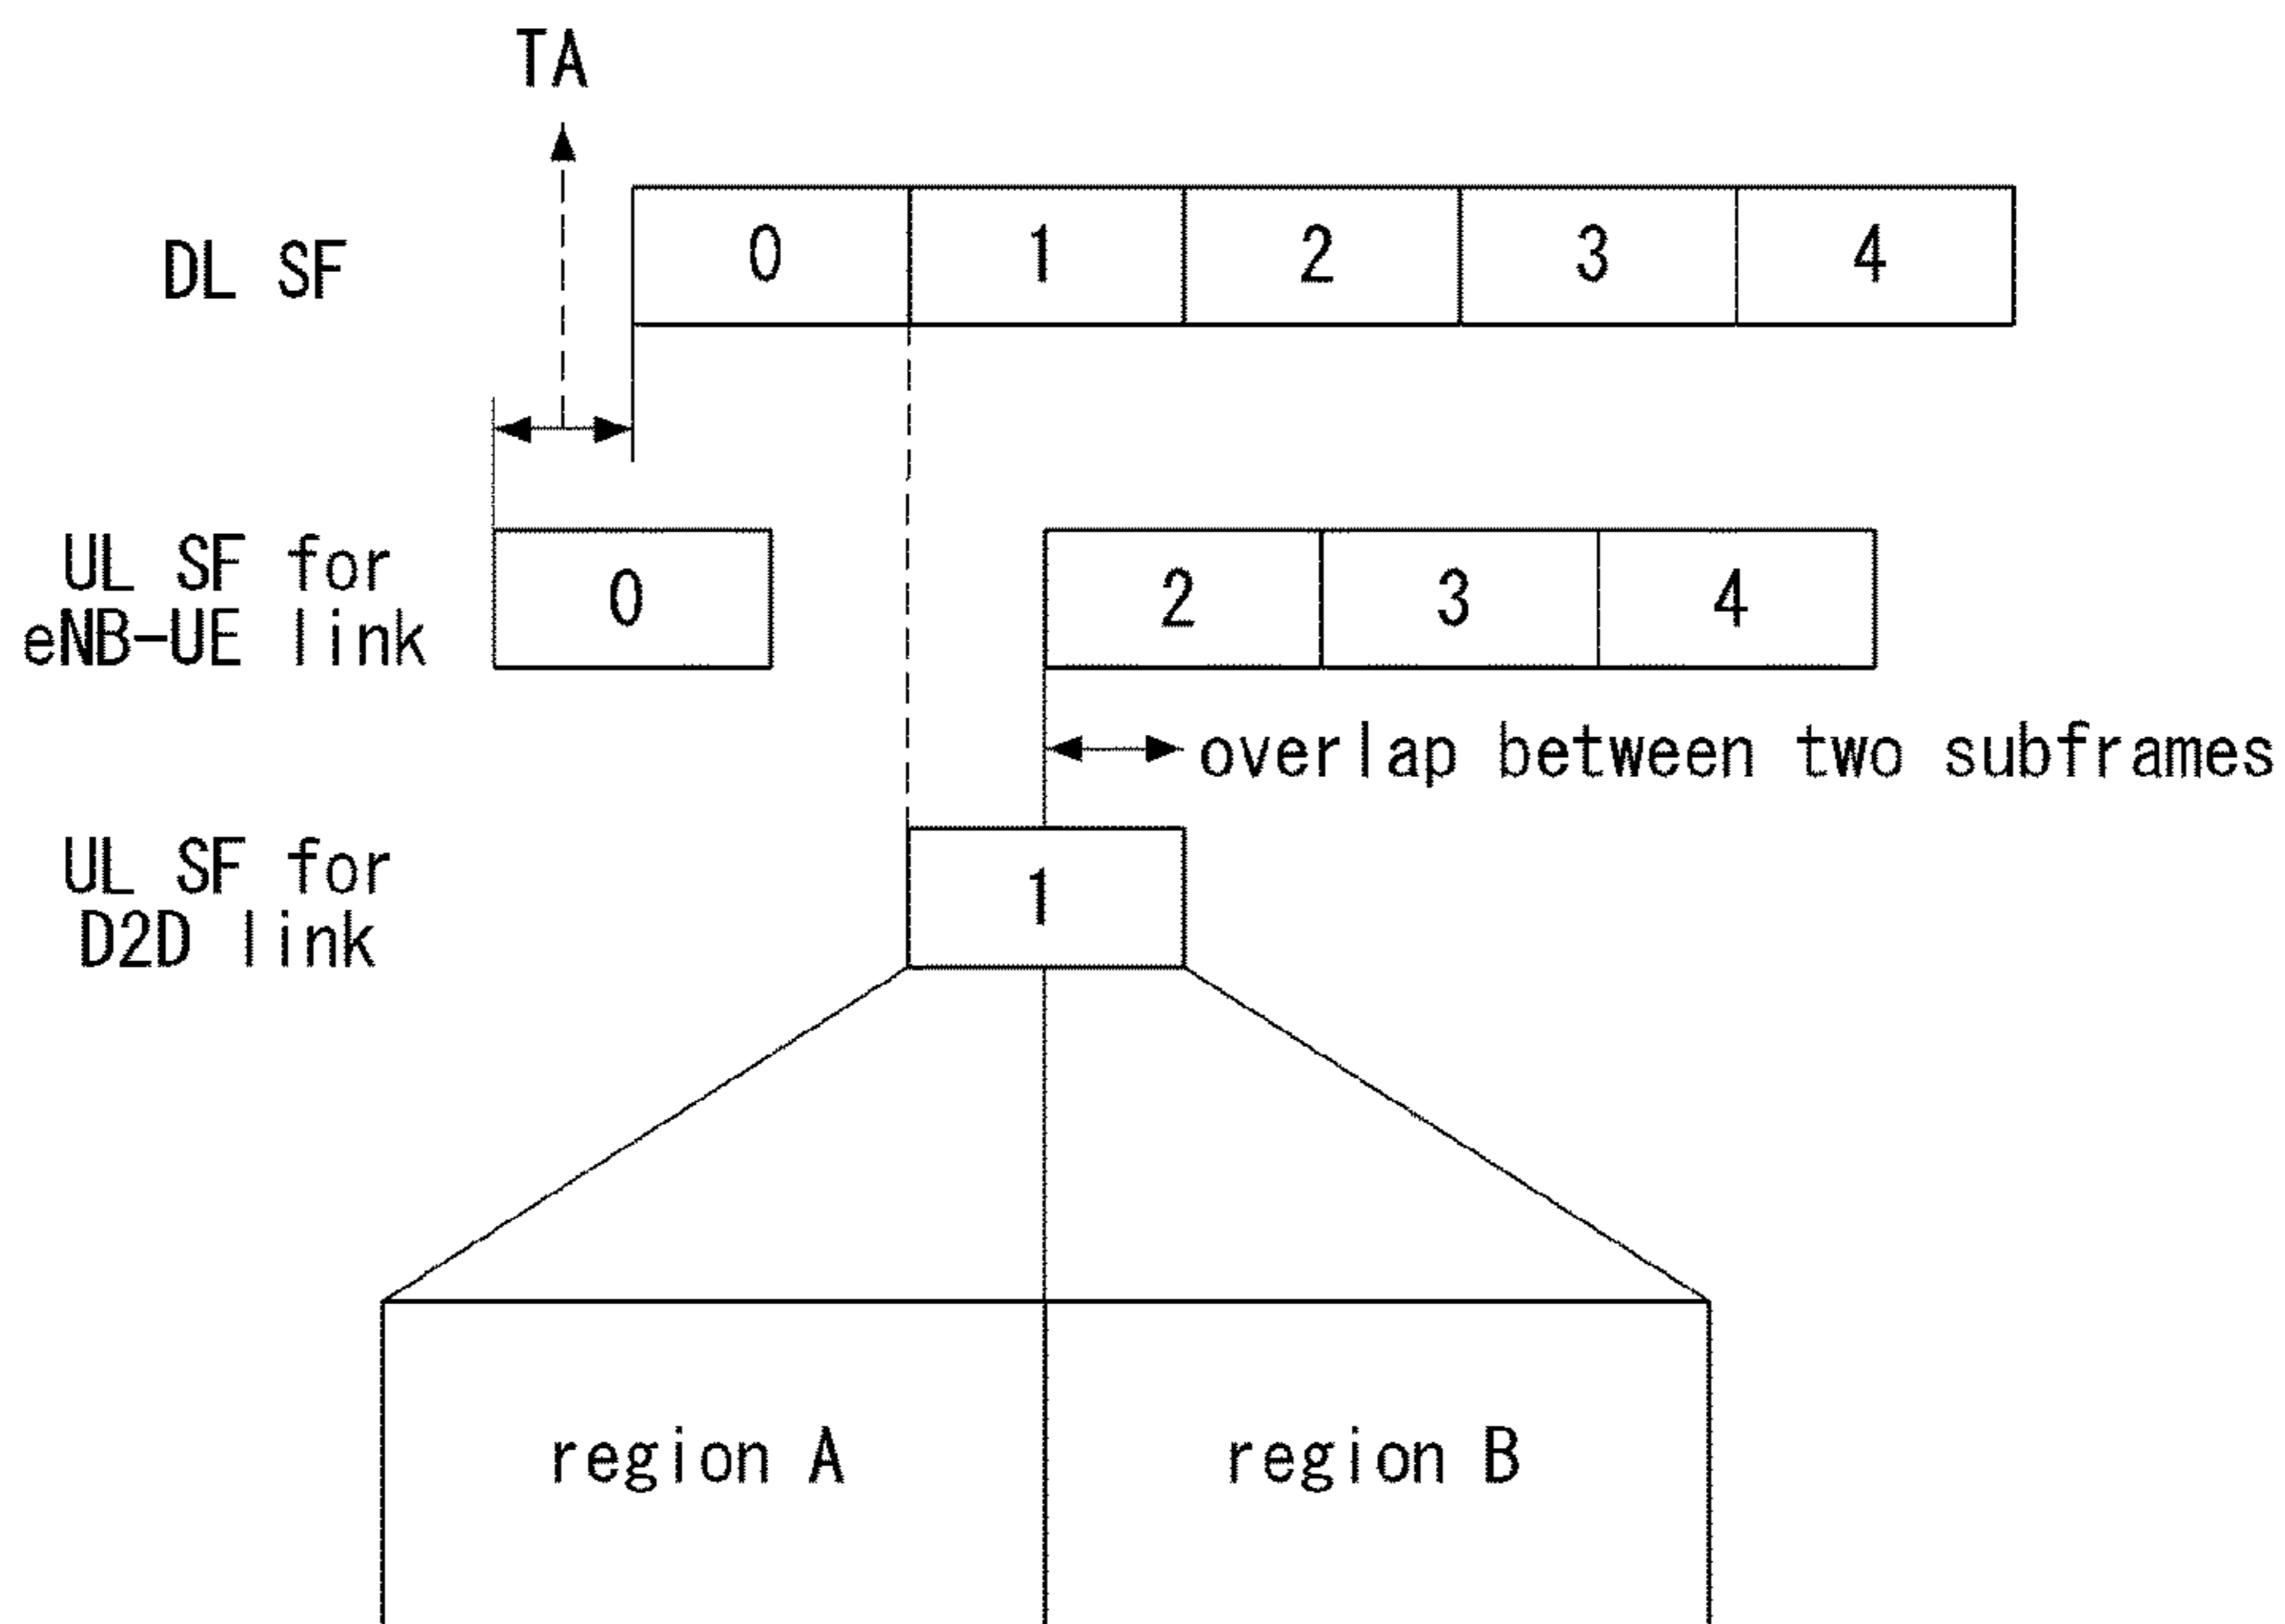 TA
DL SF
0 1 2 3 4
UL SF for
eNB-UE link
0 2 3 4
overlap between two subframes
UL SF for
D2D link
1
region A region B